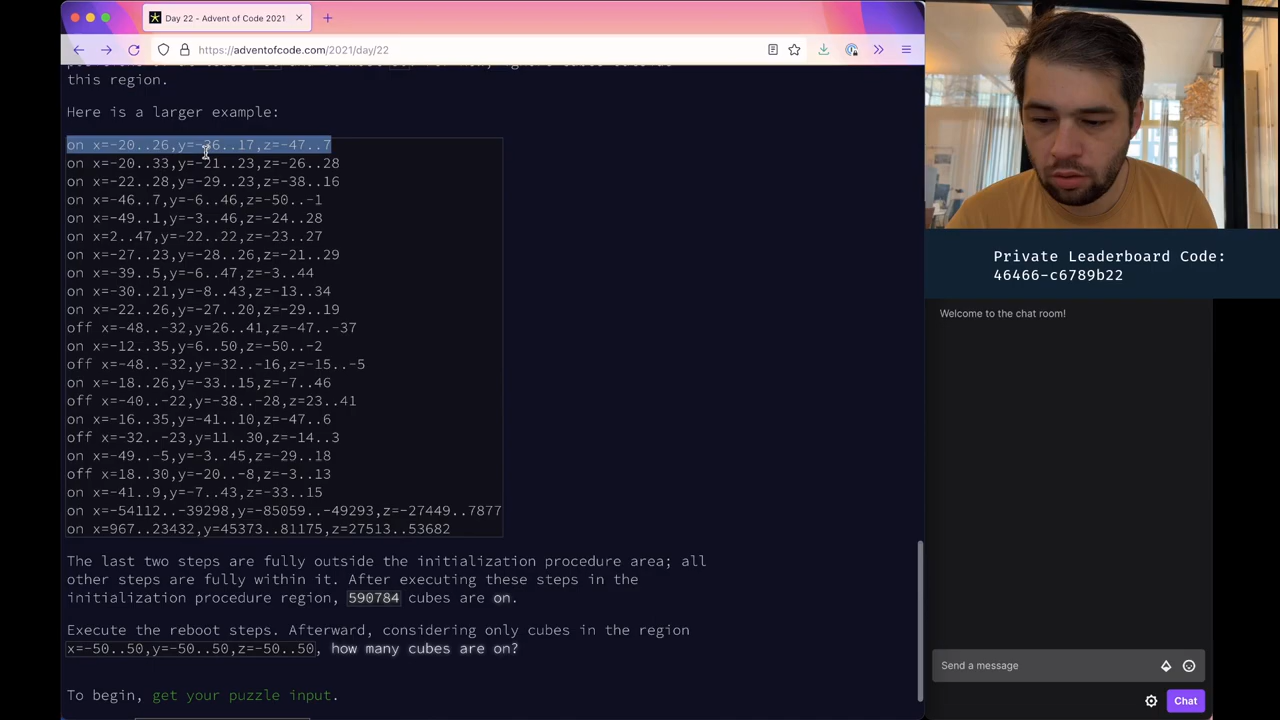 Day 22 - Advent of Code 2021
https://adventofcode.com/2021/day/22
this region.
Here is a larger example:
on x=-20..26,y=-36..17,z=-47..7
on x=-20..33,y=-21..23,z=-26..28
on x=-22..28,y=-29..23,z=-38..16
on x=-46..7,y=-6..46,z=-50..-1
on x=-49..1,y=-3..46,z=-24..28
on x=2..47,y=-22..22,z=-23..27
on x=-27..23,y=-28..26,z=-21..29
on x=-39..5,y=-6..47,z=-3..44
on x=-30..21,y=-8..43,z=-13..34
on x=-22..26,y=-27..20,z=-29..19
off x=-48..-32,y=26..41,z=-47..-37
on x=-12..35,y=6..50,z=-50..-2
off x=-48..-32,y=-32..-16,z=-15..-5
on x=-18..26,y=-33..15,z=-7..46
off x=-40..-22,y=-38..-28,z=23..41
on x=-16..35,y=-41..10,z=-47..6
off x=-32..-23,y=11..30,z=-14..3
on x=-49..-5,y=-3..45,z=-29..18
off x=18..30,y=-20..-8,z=-3..13
on x=-41..9,y=-7..43,z=-33..15
on x=-54112..-39298,y=-85059..-49293,z=-27449..7877
on x=967..23432,y=45373..81175,z=27513..53682
The last two steps are fully outside the initialization procedure area; all
other steps are fully within it. After executing these steps in the
initialization procedure region, 590784 cubes are on.
Execute the reboot steps. Afterward, considering only cubes in the region
x=-50..50,y=-50..50,z=-50..50, how many cubes are on?
To begin, get your puzzle input.
Private Leaderboard Code:
46466-c6789b22
Welcome to the chat room!
Send a message
Chat